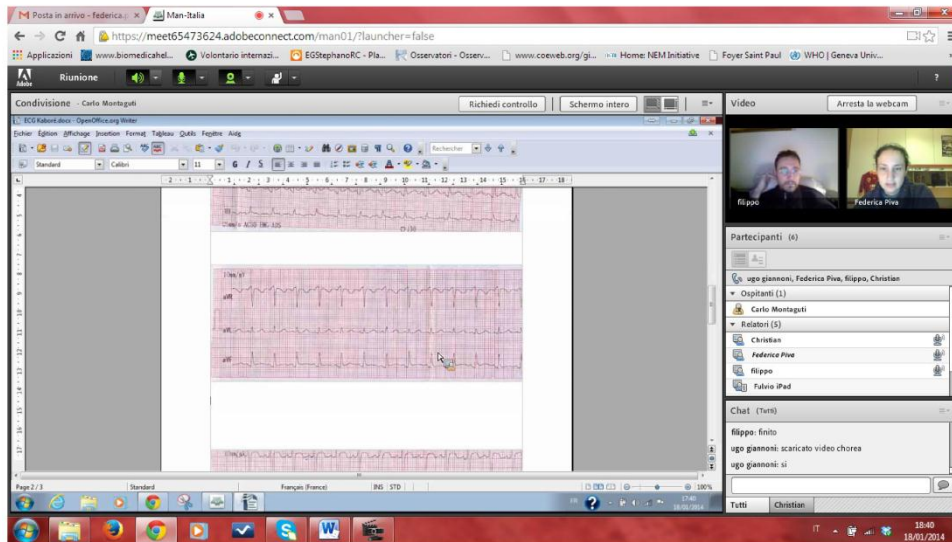 Posta in arrivo - federica.p
Man-Italia
https://meet65473624.adobeconnect.com/man01/?launcher=false
Applicazioni
www.biomedicahel...
Volontario internazi...
EGStephanoRC - Pla...
Osservatori - Osserv...
www.coeweb.org/gi...
Home: NEM Initiative
Foyer Saint Paul
WHO | Geneva Univ...
Adobe
Riunione
Condivisione - Carlo Montaguti
Richiedi controllo
Schermo intero
ECG Kaboré.docx - OpenOffice.org Writer
Fichier Édition Affichage Insertion Format Tableau Outils Fenêtre Aide
Rechercher
Standard
Calibri
11
G I S
aVR
aVL
aVF
Page 2 / 3
Standard
Français (France)
INS
STD
100%
17:40
18/01/2014
Video
Arresta la webcam
filippo
Federica Piva
Partecipanti (6)
ugo giannoni, Federica Piva, filippo, Christian
Ospitanti (1)
Carlo Montaguti
Relatori (5)
Christian
Federica Piva
filippo
Fulvio iPad
Chat (Tutti)
filippo: finito
ugo giannoni: scaricato video chorea
ugo giannoni: si
Tutti
Christian
IT
18:40
18/01/2014